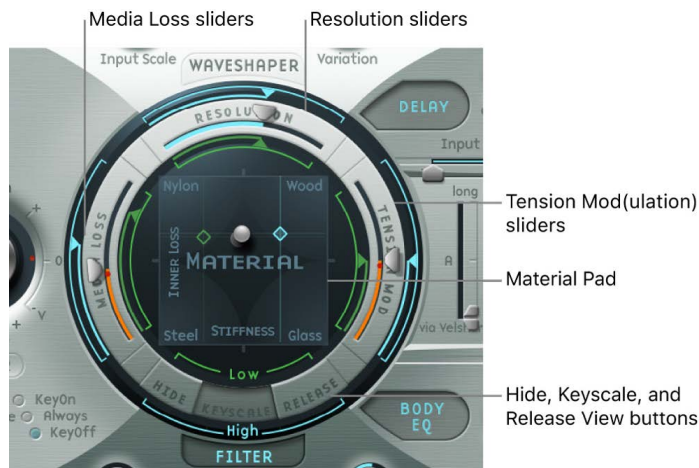 Media Loss sliders
Resolution sliders
Input Scale
WAVESHAPER
Variation
RESOLUTION
DELAY
Input
Nylon
Wood
long
Tension Mod(ulation)
sliders
MEDIA LOSS
TENSION MOD
+
0
INNER LOSS
MATERIAL
A
Material Pad
Steel
STIFFNESS
Glass
+
-V
Low
HIDE
KEYSCALE
RELEASE
KeyOn
Always
KeyOff
High
BODY
EQ
Hide, Keyscale, and
Release View buttons
FILTER